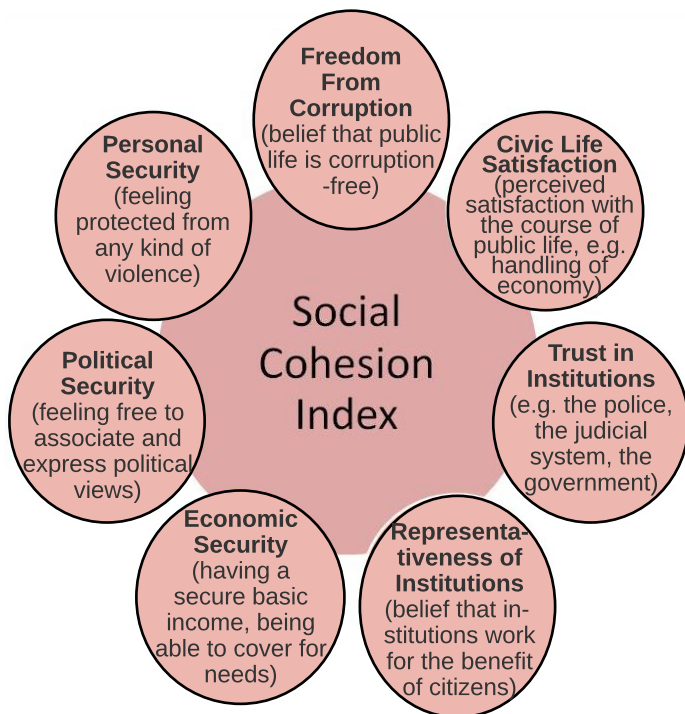 Freedom
From
Corruption
(belief that public
life is corruption
-free)
Civic Life
Satisfaction
(perceived
satisfaction with
the course of
public life, e.g.
handling of
economy)
Trust in
Institutions
(e.g. the police,
the judicial
system, the
government)
Representa-
tiveness of
Institutions
(belief that in-
stitutions work
for the benefit
of citizens)
Economic
Security
(having a
secure basic
income, being
able to cover for
needs)
Political
Security
(feeling free to
associate and
express political
views)
Personal
Security
(feeling
protected from
any kind of
violence)
Social
Cohesion
Index